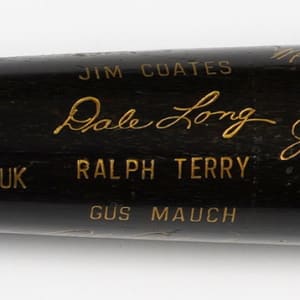 JIM COATES
Dale Long
UK
RALPH TERRY
GUS MAUCH